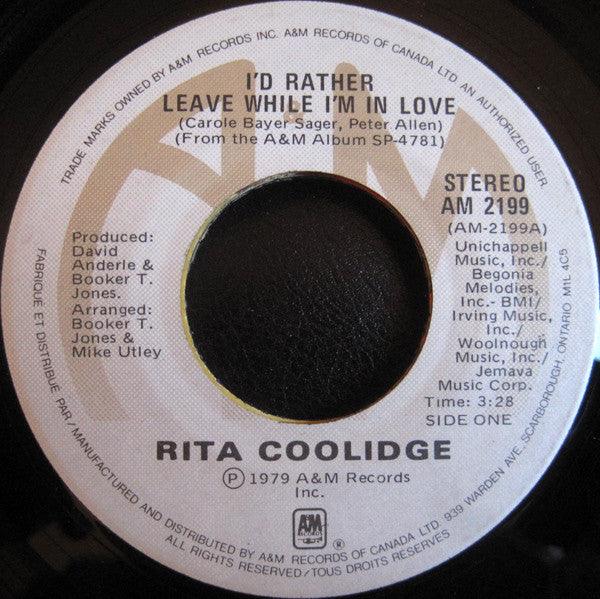 TRADE MARKS OWNED BY A&M RECORDS INC. A&M RECORDS OF CANADA LTD AN AUTHORIZED USER
I'D RATHER
LEAVE WHILE I'M IN LOVE
(Carole Bayer Sager, Peter Allen)
(From the A&M Album SP-4781)
STEREO
AM 2199
(AM-2199A)
Produced:
David
Anderle &
Booker T.
Jones.
Arranged:
Booker T.
Jones &
Mike Utley
Unichappell
Music, Inc./
Begonia
Melodies,
Inc.- BMI/
Irving Music,
Inc./
Woolnough
Music, Inc./
Jemava
Music Corp.
Time: 3:28
SIDE ONE
RITA COOLIDGE
Ⓟ 1979 A&M Records
Inc.
A&M
RECORDS
®
FABRIQUÉ ET DISTRIBUÉ PAR / MANUFACTURED AND DISTRIBUTED BY A&M RECORDS OF CANADA LTD. 939 WARDEN AVE., SCARBOROUGH, ONTARIO M1L 4C5
ALL RIGHTS RESERVED/TOUS DROITS RESERVES